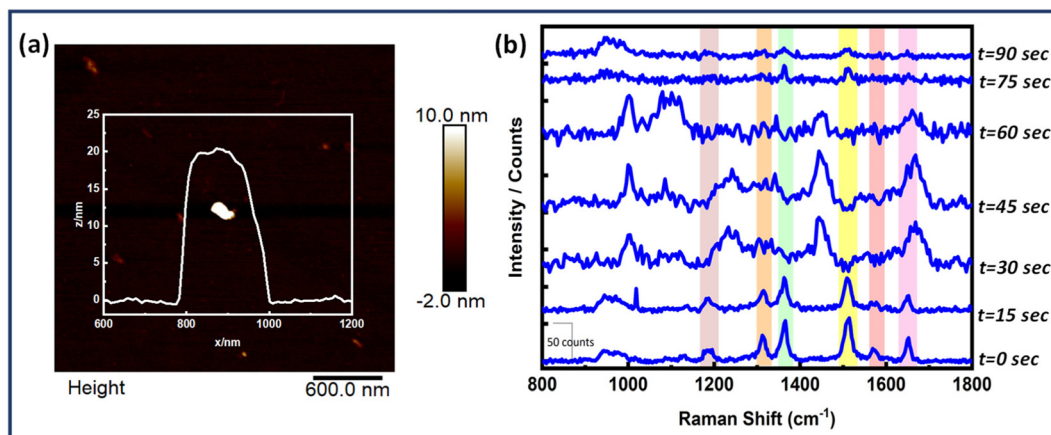 (a)
10.0 nm
-2.0 nm
z/nm
25
20
15
10
5
0
600
800
1000
1200
x/nm
Height
600.0 nm
(b)
Intensity / Counts
t=90 sec
t=75 sec
t=60 sec
t=45 sec
t=30 sec
t=15 sec
t=0 sec
50 counts
800
1000
1200
1400
1600
1800
Raman Shift (cm⁻¹)